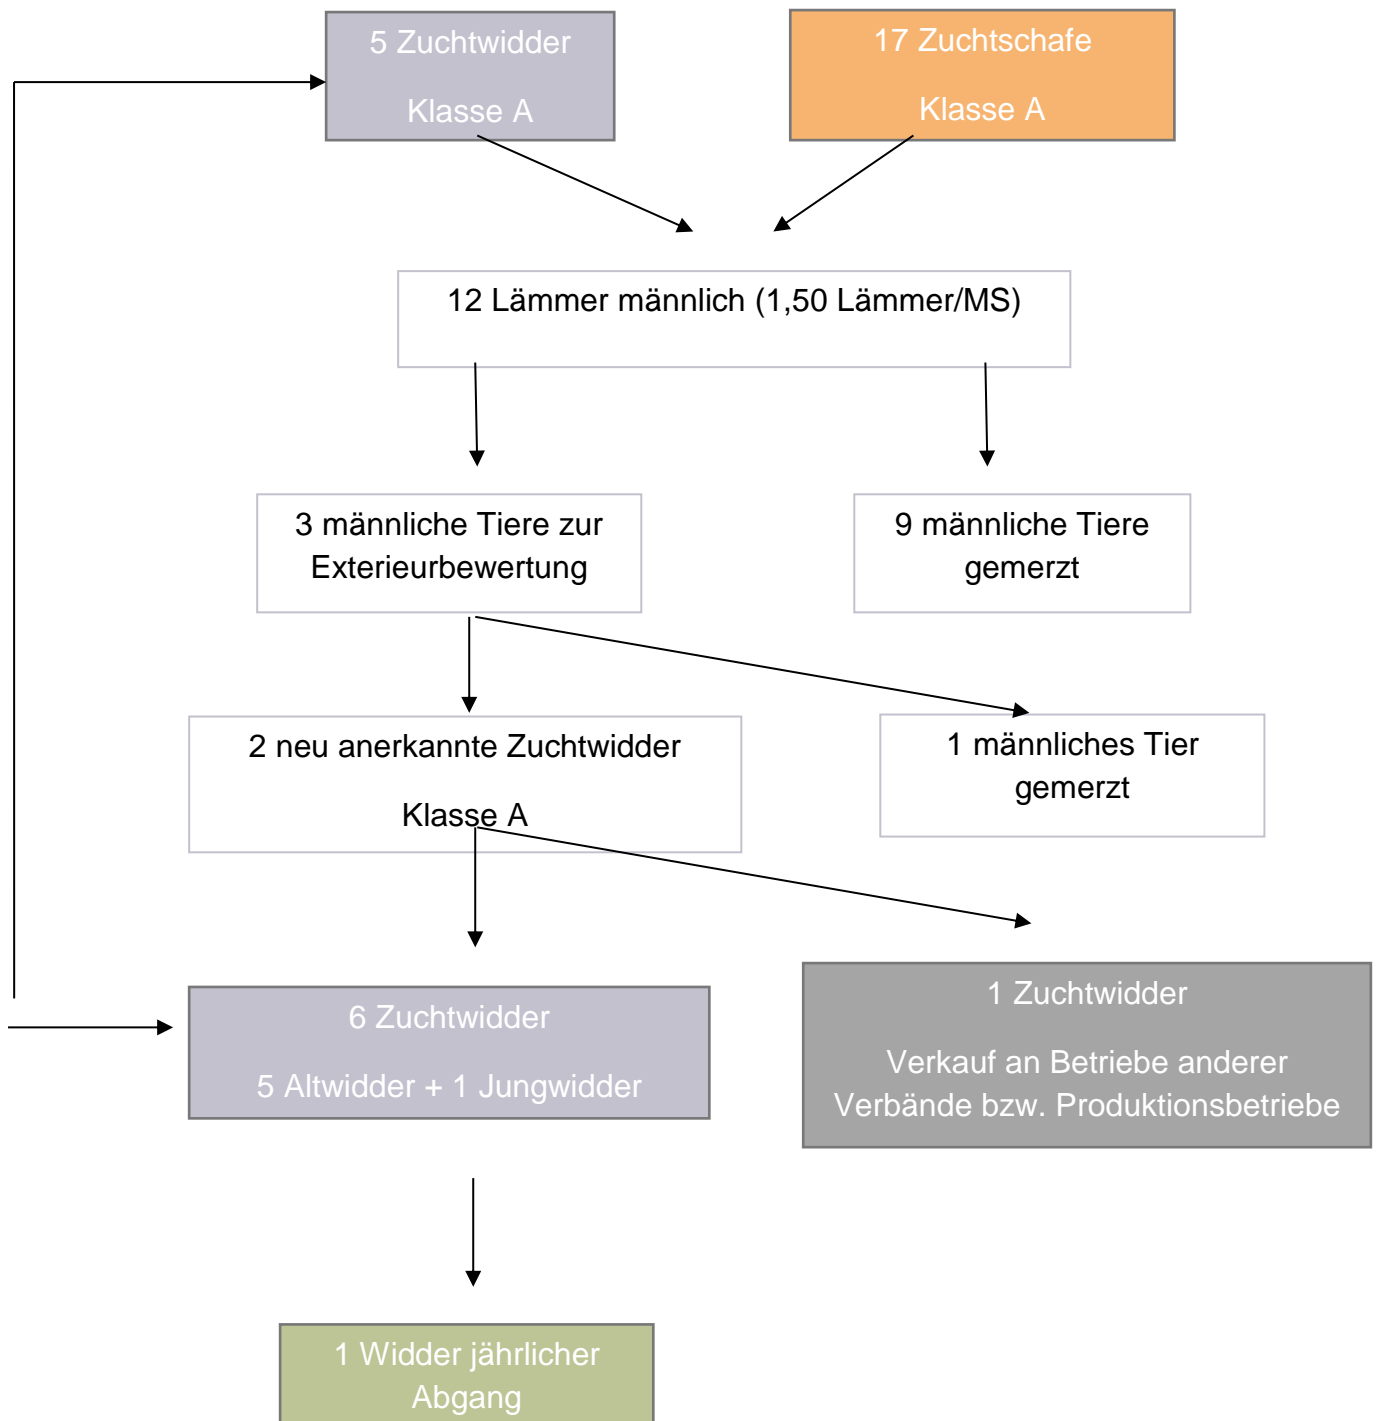 5 Zuchtwidder
Klasse A
17 Zuchtschafe
Klasse A
12 Lämmer männlich (1,50 Lämmer/MS)
3 männliche Tiere zur
Exterieurbewertung
9 männliche Tiere
gemerzt
2 neu anerkannte Zuchtwidder
Klasse A
1 männliches Tier
gemerzt
6 Zuchtwidder
5 Altwidder + 1 Jungwidder
1 Zuchtwidder
Verkauf an Betriebe anderer
Verbände bzw. Produktionsbetriebe
1 Widder jährlicher
Abgang